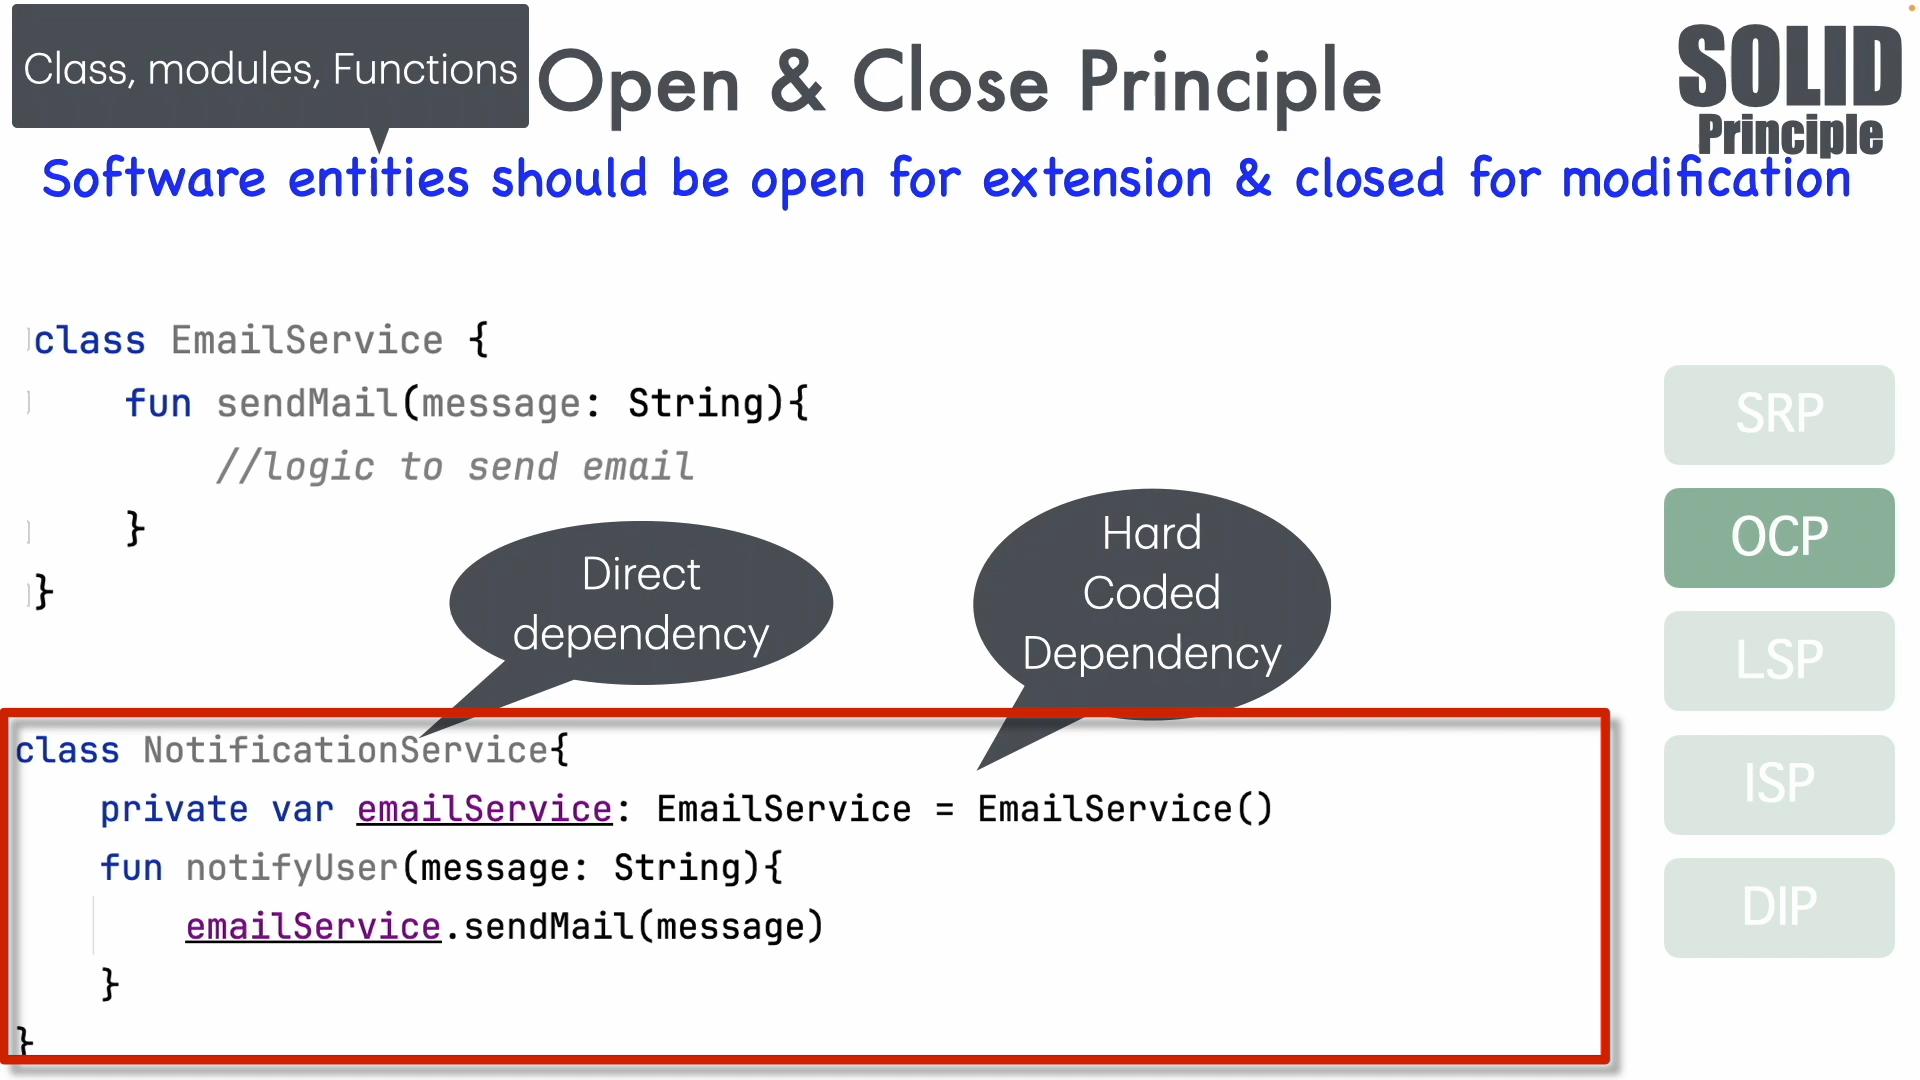 Class, modules, Functions
Open & Close Principle
SOLID
Principle
Software entities should be open for extension & closed for modification
class EmailService {
fun sendMail(message: String){
//logic to send email
}
}
Direct
dependency
Hard
Coded
Dependency
class NotificationService{
private var emailService: EmailService = EmailService()
fun notifyUser(message: String){
emailService.sendMail(message)
}
}
SRP
OCP
LSP
ISP
DIP